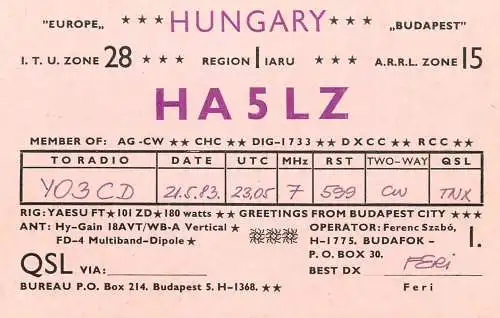 "EUROPE„ ★ ★ ★ HUNGARY ★ ★ ★ „BUDAPEST"
I. T. U. ZONE 28 ★ ★ ★ REGION 1 IARU ★ ★ ★ A.R.R.L. ZONE 15
HA5LZ
MEMBER OF: AG-CW ★★ CHC ★★ DIG-1733 ★★ DXCC ★★ RCC ★★
TO RADIO DATE UTC MHz RST TWO-WAY QSL
YO3CD 21.5.83. 23,05 7 599 CW TNX
RIG: YAESU FT★101 ZD★180 watts ★★ GREETINGS FROM BUDAPEST CITY ★★
ANT: Hy-Gain 18AVT/WB-A Vertical ★ OPERATOR: Ferenc Szabó, 1.
FD-4 Multiband-Dipole★ H-1775. BUDAFOK -
P. O. BOX 30.
QSL VIA: BEST DX FERI
BUREAU P.O. Box 214. Budapest 5. H-1368. ★★ Feri